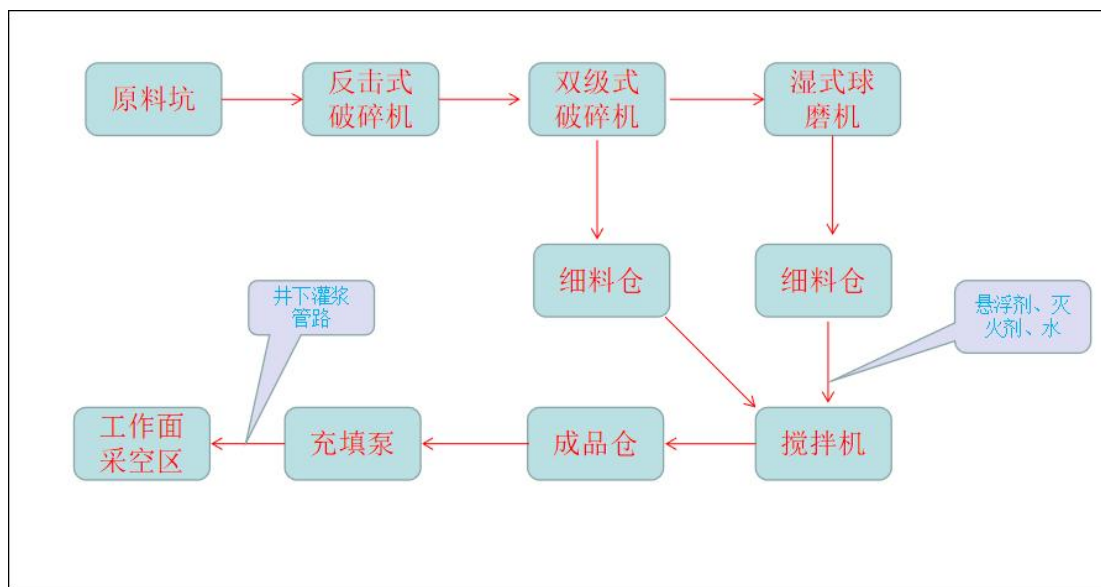 原料坑
反击式
破碎机
双级式
破碎机
湿式球
磨机
细料仓
细料仓
井下灌浆
管路
悬浮剂、灭
火剂、水
工作面
采空区
充填泵
成品仓
搅拌机